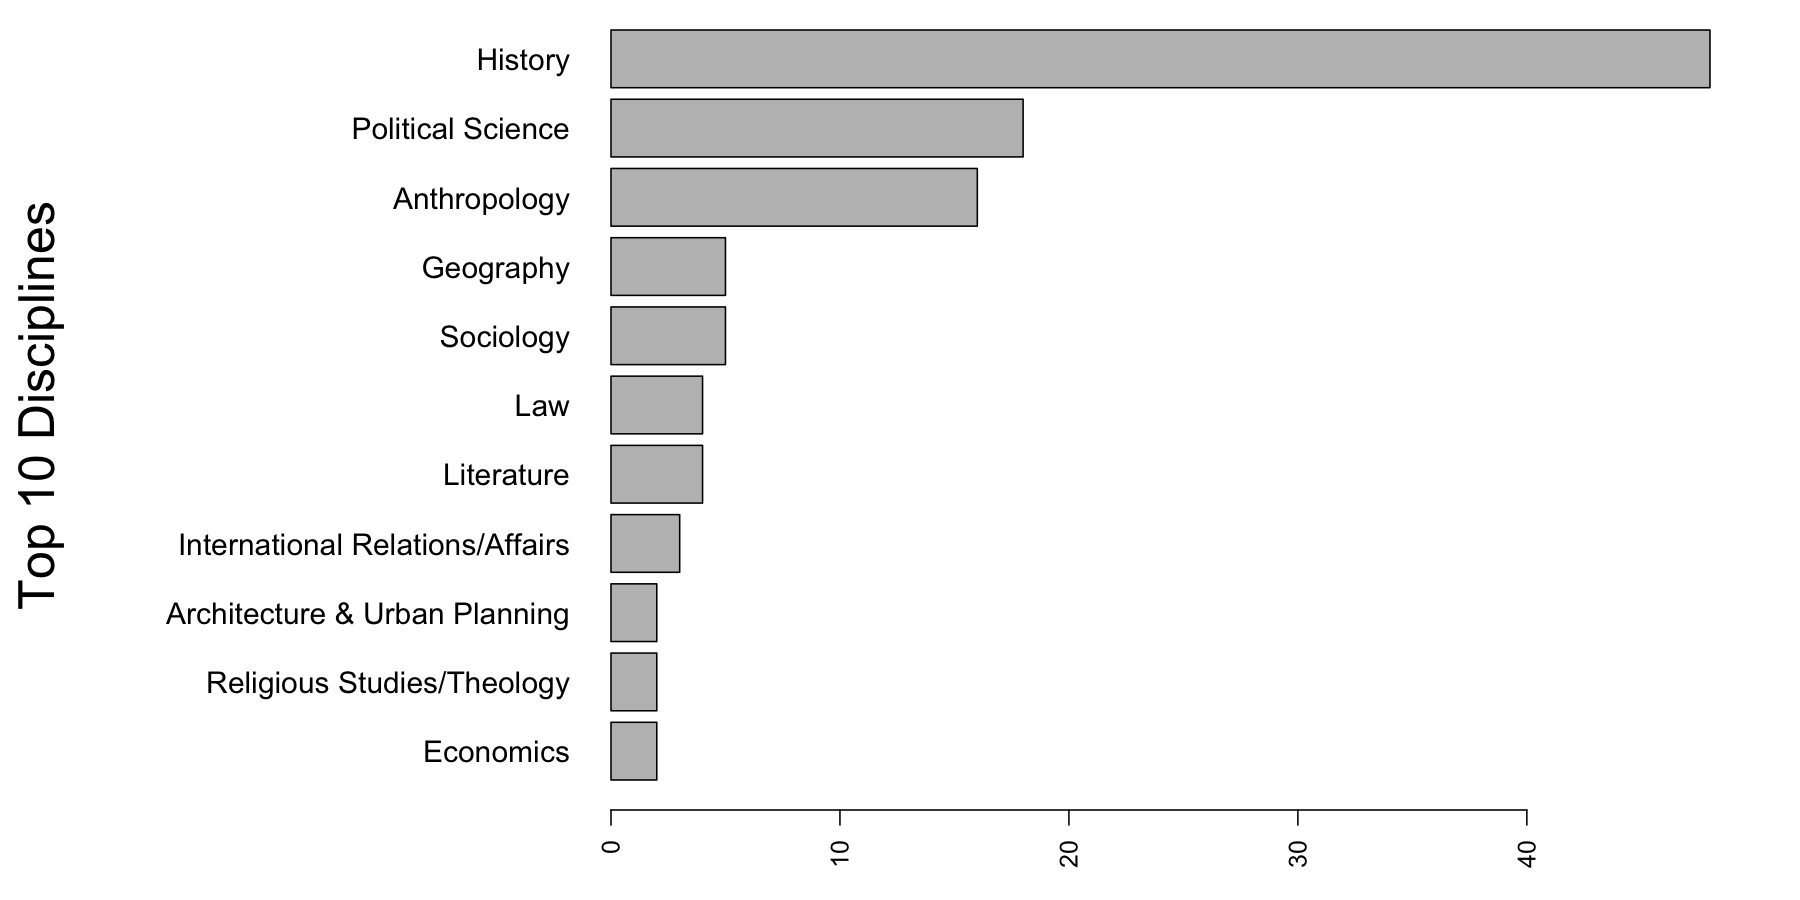 Top 10 Disciplines
History
Political Science
Anthropology
Geography
Sociology
Law
Literature
International Relations/Affairs
Architecture & Urban Planning
Religious Studies/Theology
Economics
0 10 20 30 40